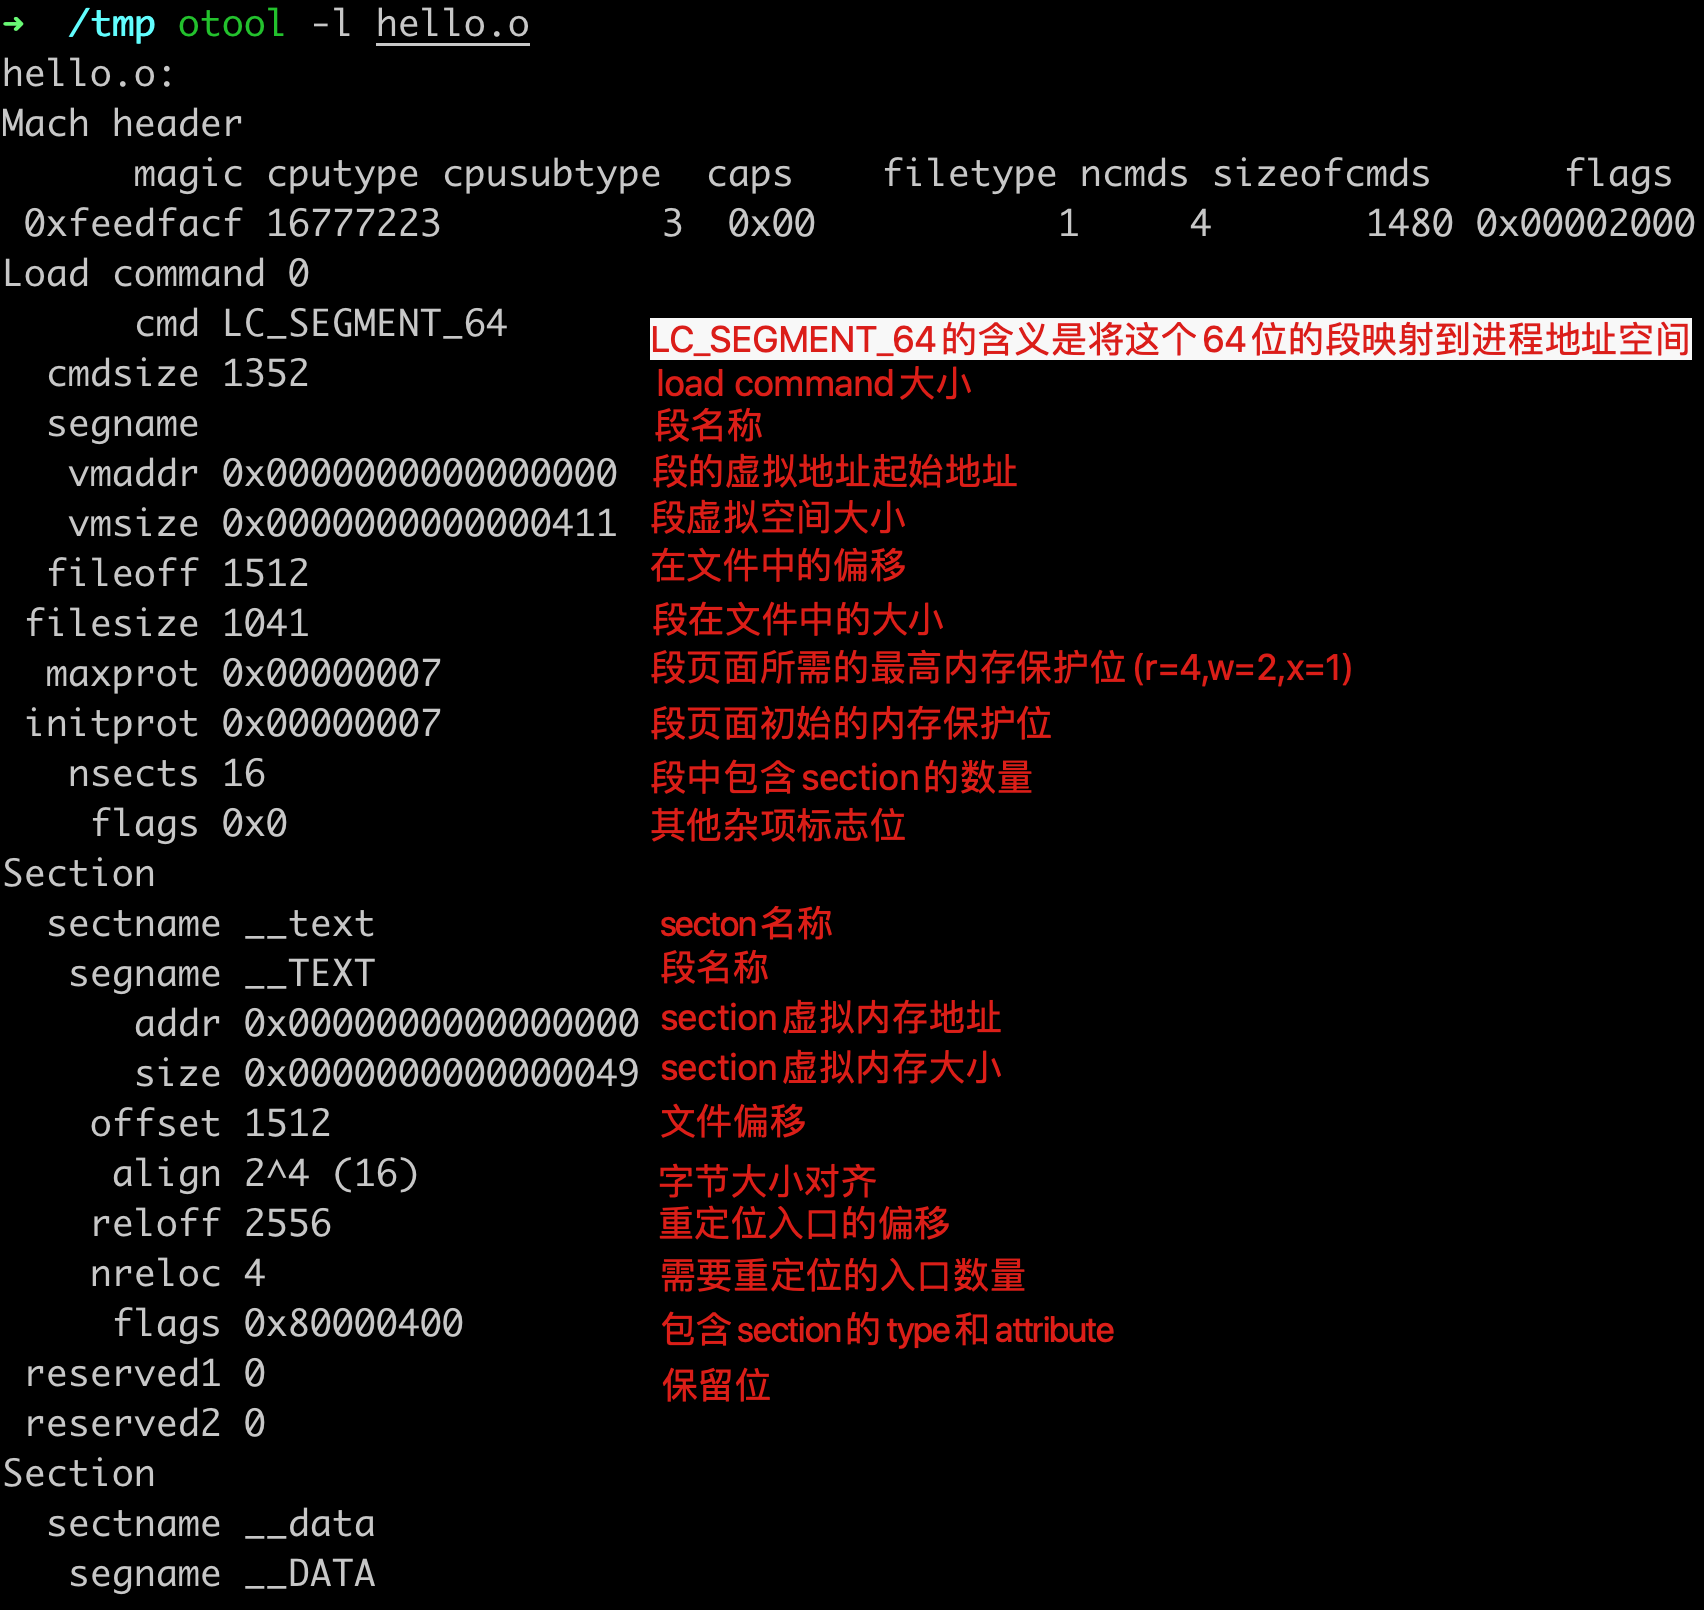 → /tmp otool -l hello.o
hello.o:
Mach header
magic cputype cpusubtype caps filetype ncmds sizeofcmds flags
0xfeedfacf 16777223 3 0x00 1 4 1480 0x00002000
Load command 0
cmd LC_SEGMENT_64 LC_SEGMENT_64的含义是将这个64位的段映射到进程地址空间
cmdsize 1352 load command大小
segname 段名称
vmaddr 0x0000000000000000 段的虚拟地址起始地址
vmsize 0x0000000000000411 段虚拟空间大小
fileoff 1512 在文件中的偏移
filesize 1041 段在文件中的大小
maxprot 0x00000007 段页面所需的最高内存保护位(r=4,w=2,x=1)
initprot 0x00000007 段页面初始的内存保护位
nsects 16 段中包含section的数量
flags 0x0 其他杂项标志位
Section
sectname __text secton名称
segname __TEXT 段名称
addr 0x0000000000000000 section虚拟内存地址
size 0x0000000000000049 section虚拟内存大小
offset 1512 文件偏移
align 2^4 (16) 字节大小对齐
reloff 2556 重定位入口的偏移
nreloc 4 需要重定位的入口数量
flags 0x80000400 包含section的type和attribute
reserved1 0 保留位
reserved2 0
Section
sectname __data
segname __DATA